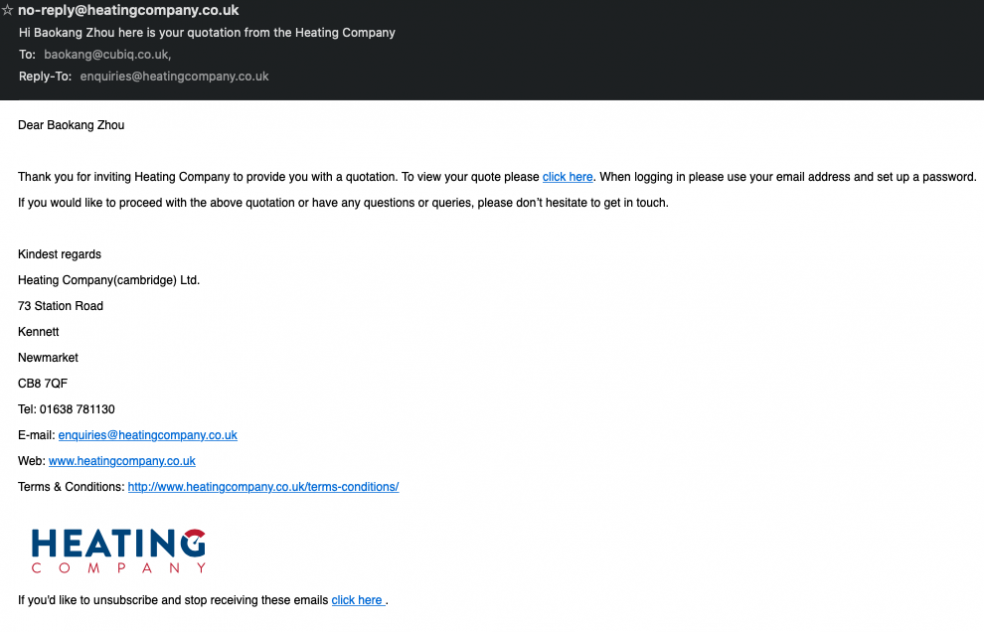 ☆ no-reply@heatingcompany.co.uk
Hi Baokang Zhou here is your quotation from the Heating Company
To: baokang@cubiq.co.uk,
Reply-To: enquiries@heatingcompany.co.uk
Dear Baokang Zhou
Thank you for inviting Heating Company to provide you with a quotation. To view your quote please click here. When logging in please use your email address and set up a password.
If you would like to proceed with the above quotation or have any questions or queries, please don't hesitate to get in touch.
Kindest regards
Heating Company(cambridge) Ltd.
73 Station Road
Kennett
Newmarket
CB8 7QF
Tel: 01638 781130
E-mail: enquiries@heatingcompany.co.uk
Web: www.heatingcompany.co.uk
Terms & Conditions: http://www.heatingcompany.co.uk/terms-conditions/
HEATING
COMPANY
If you'd like to unsubscribe and stop receiving these emails click here .